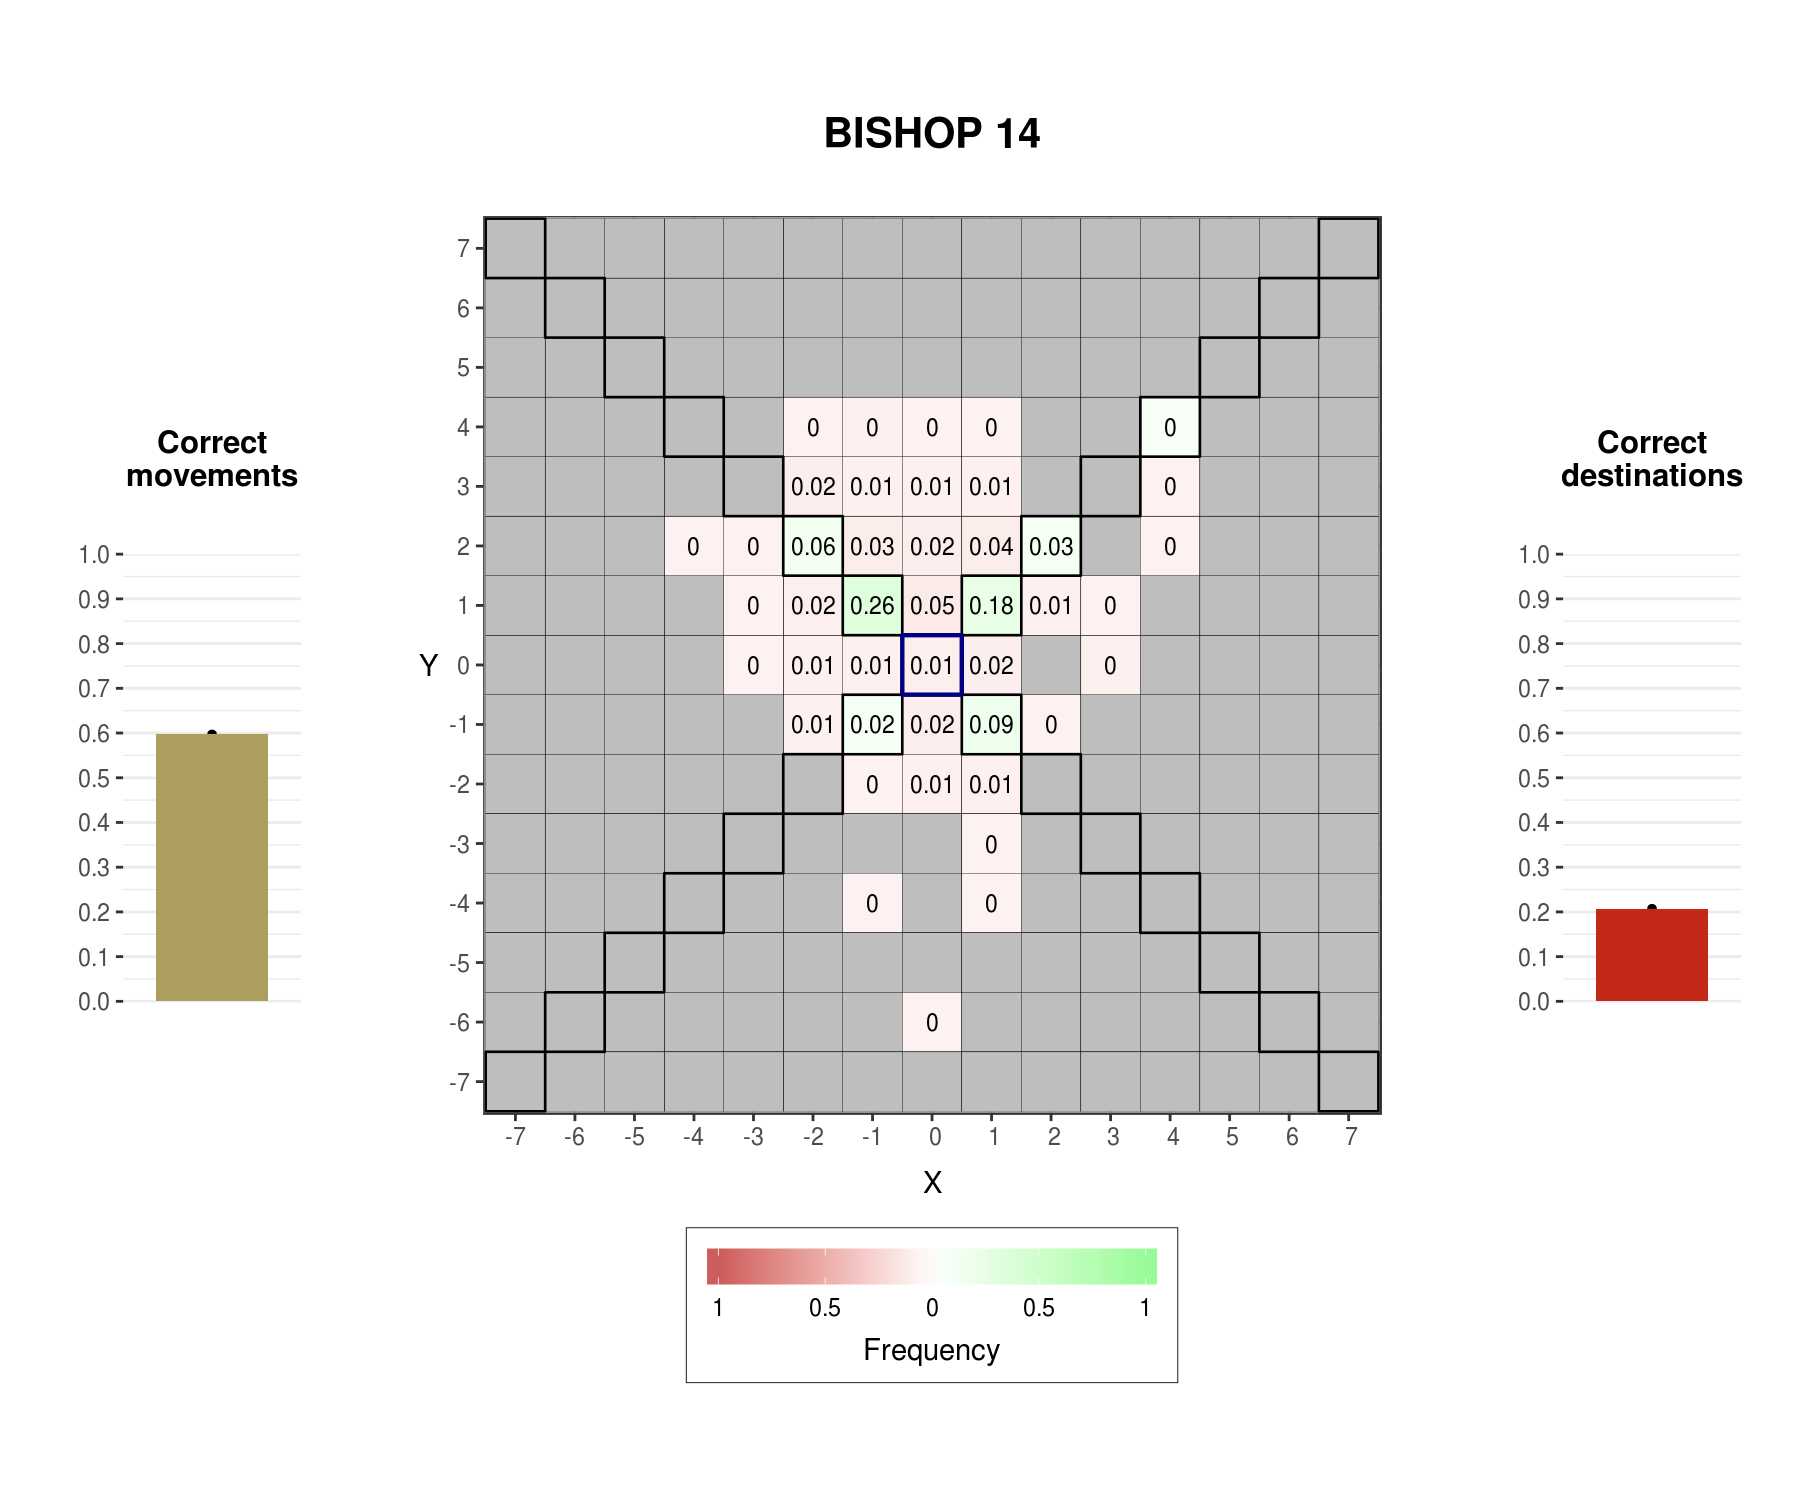 BISHOP 14
Correct
movements
1.0
0.9
0.8
0.7
0.6
0.5
0.4
0.3
0.2
0.1
0.0
Y
7
6
5
4 0 0 0 0 0
3 0.02 0.01 0.01 0.01 0
2 0 0 0.06 0.03 0.02 0.04 0.03 0
1 0 0.02 0.26 0.05 0.18 0.01 0
0 0 0.01 0.01 0.01 0.02 0
-1 0.01 0.02 0.02 0.09 0
-2 0 0.01 0.01
-3 0
-4 0 0
-5
-6 0
-7
-7 -6 -5 -4 -3 -2 -1 0 1 2 3 4 5 6 7
X
1 0.5 0 0.5 1
Frequency
Correct
destinations
1.0
0.9
0.8
0.7
0.6
0.5
0.4
0.3
0.2
0.1
0.0